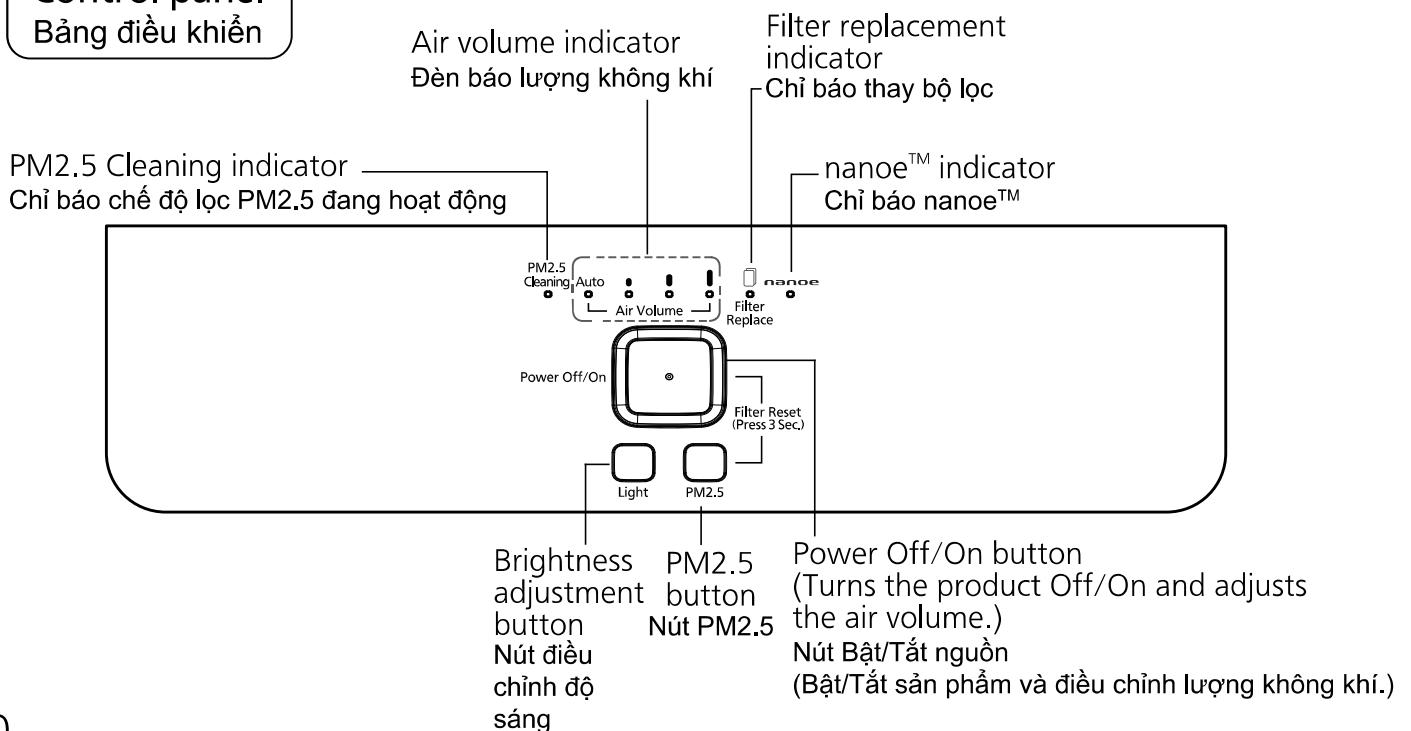 Control panel
Bảng điều khiển
Air volume indicator
Đèn báo lượng không khí
Filter replacement
indicator
Chỉ báo thay bộ lọc
PM2.5 Cleaning indicator
Chỉ báo chế độ lọc PM2.5 đang hoạt động
nanoe™ indicator
Chỉ báo nanoe™
PM2.5
Cleaning
Auto
Air Volume
nanoe
Filter
Replace
Power Off/On
Filter Reset
(Press 3 Sec.)
Light
PM2.5
Brightness
adjustment
button
Nút điều
chỉnh độ
sáng
PM2.5
button
Nút PM2.5
Power Off/On button
(Turns the product Off/On and adjusts
the air volume.)
Nút Bật/Tắt nguồn
(Bật/Tắt sản phẩm và điều chỉnh lượng không khí.)